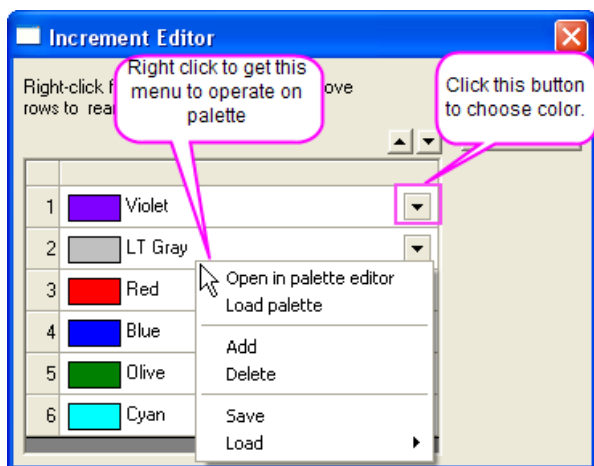 Increment Editor
Right click to get this
menu to operate on
palette
Click this button
to choose color.
Right-click
ove
rows to
1 Violet
2 LT Gray
3 Red
4 Blue
5 Olive
6 Cyan
Open in palette editor
Load palette
Add
Delete
Save
Load